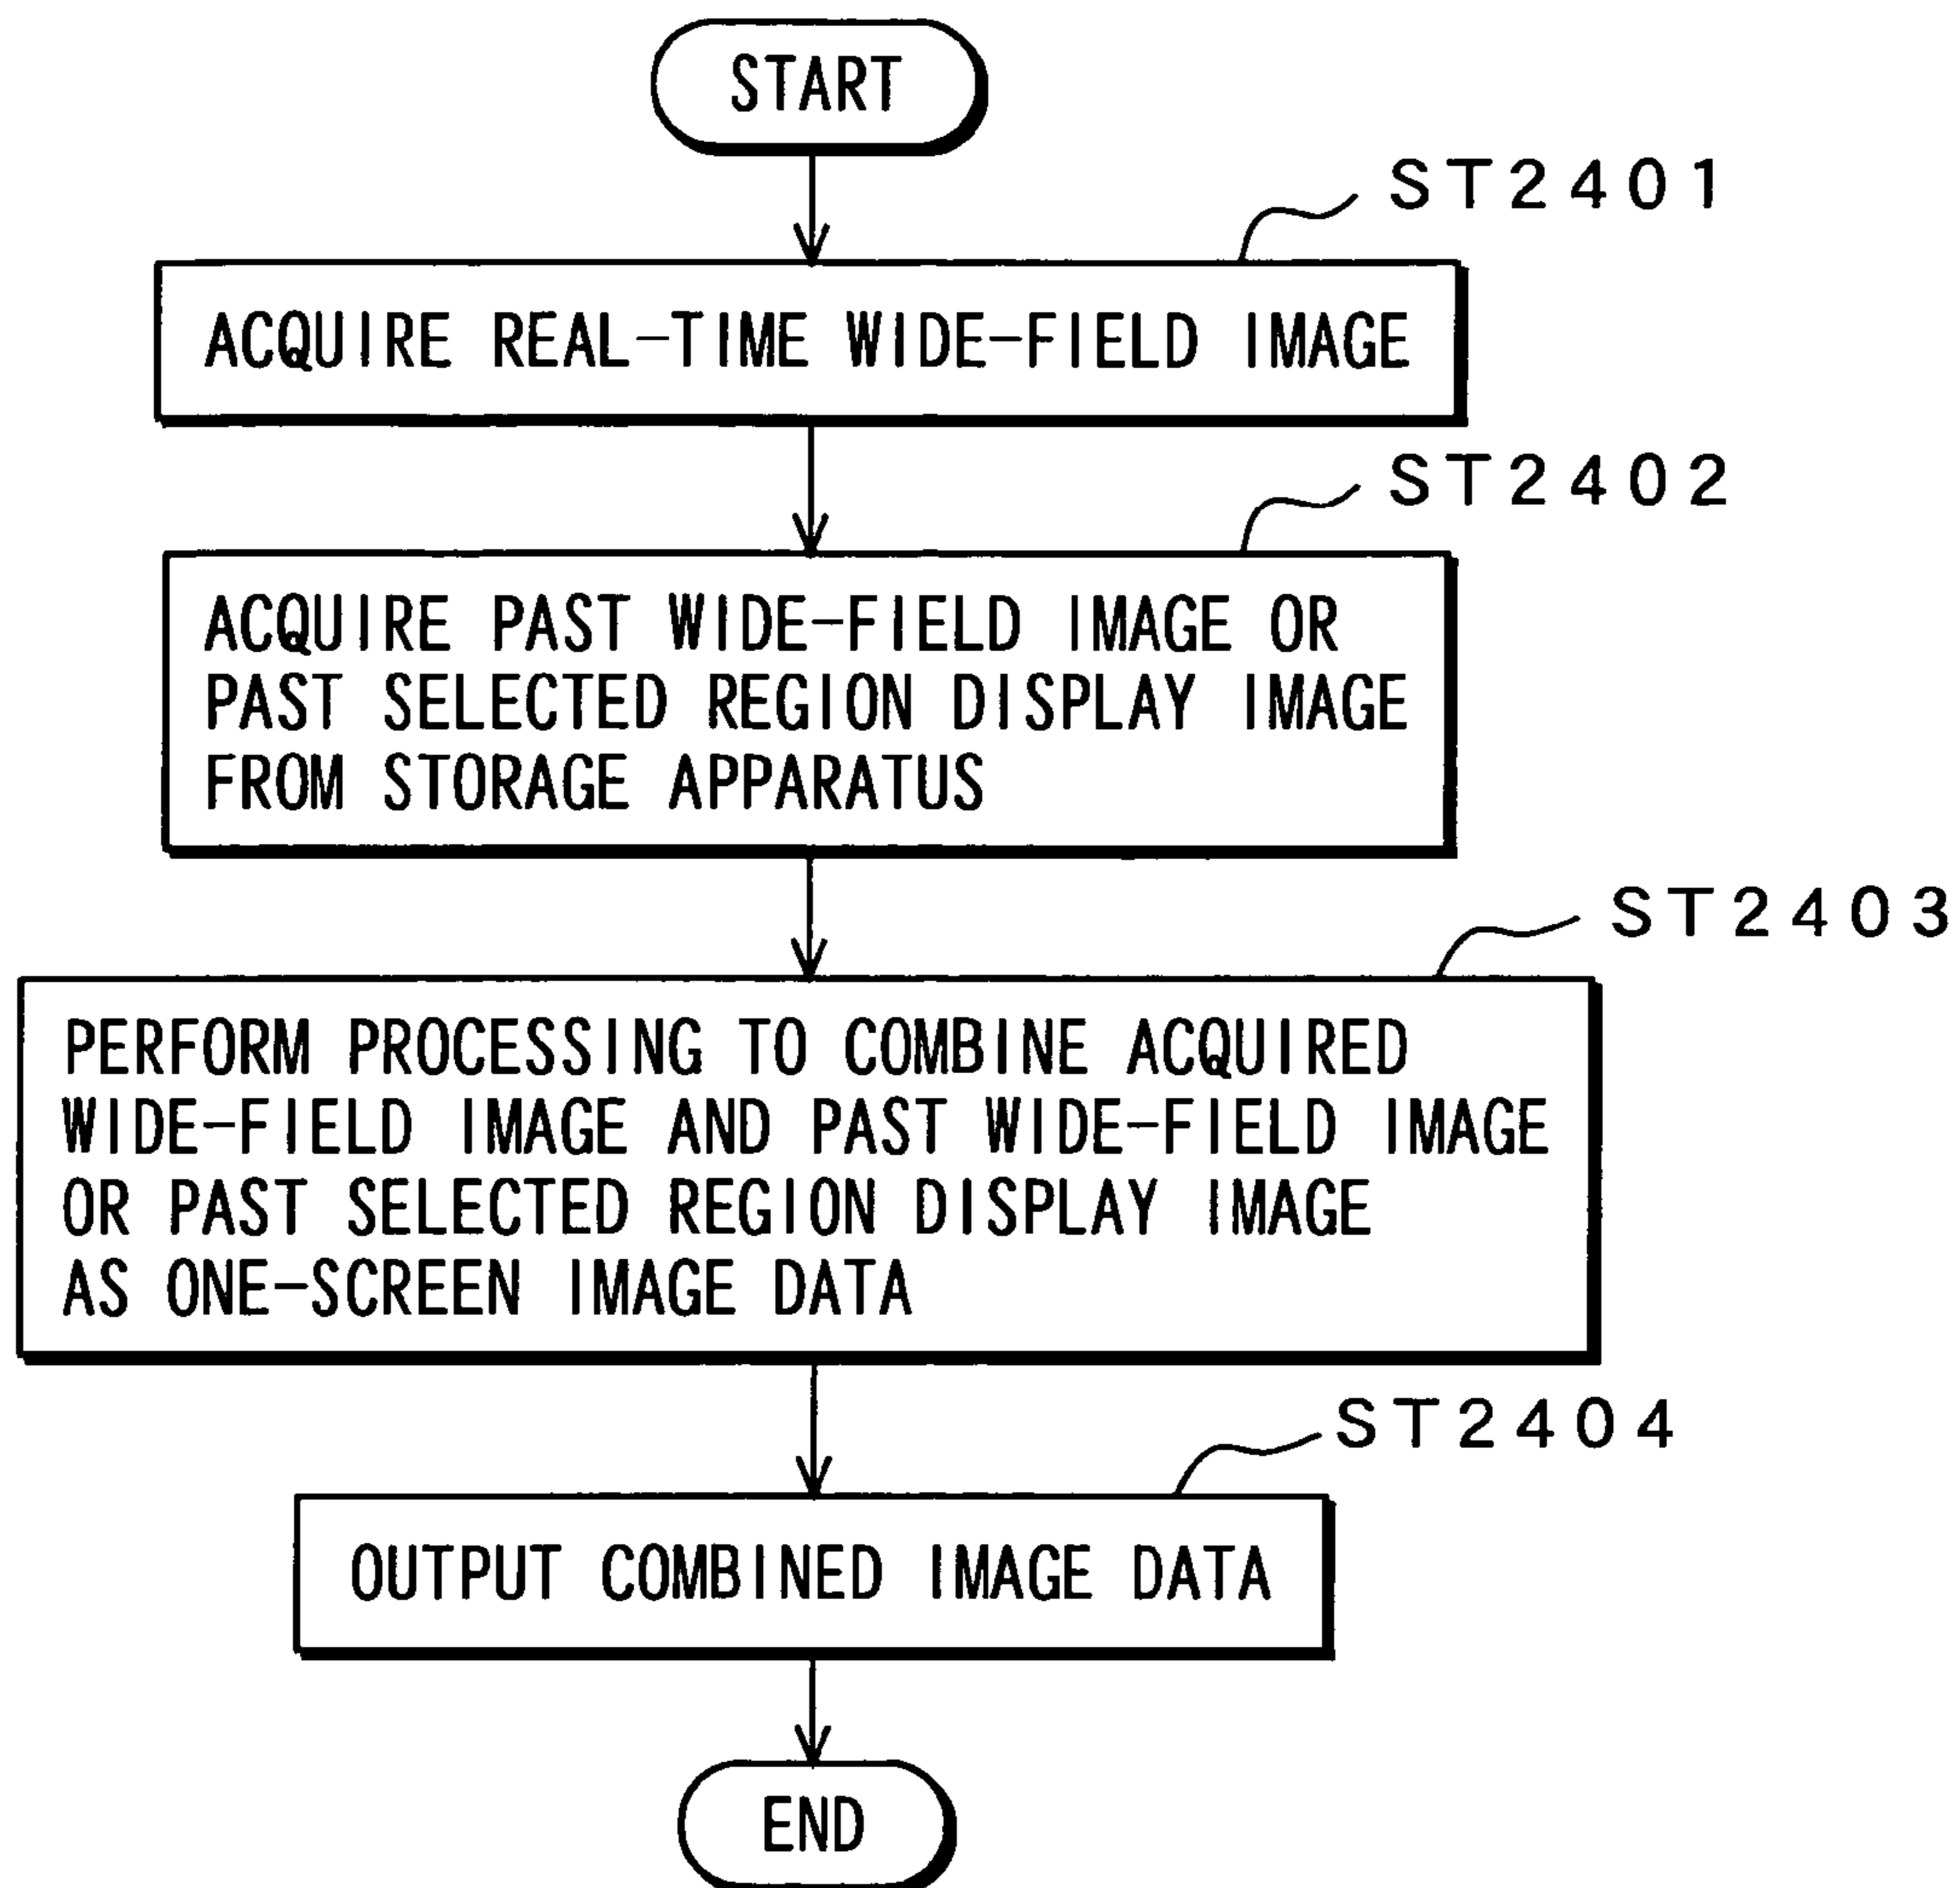 START
ST2401
ACQUIRE REAL-TIME WIDE-FIELD IMAGE
ST2402
ACQUIRE PAST WIDE-FIELD IMAGE OR
PAST SELECTED REGION DISPLAY IMAGE
FROM STORAGE APPARATUS
ST2403
PERFORM PROCESSING TO COMBINE ACQUIRED
WIDE-FIELD IMAGE AND PAST WIDE-FIELD IMAGE
OR PAST SELECTED REGION DISPLAY IMAGE
AS ONE-SCREEN IMAGE DATA
ST2404
OUTPUT COMBINED IMAGE DATA
END